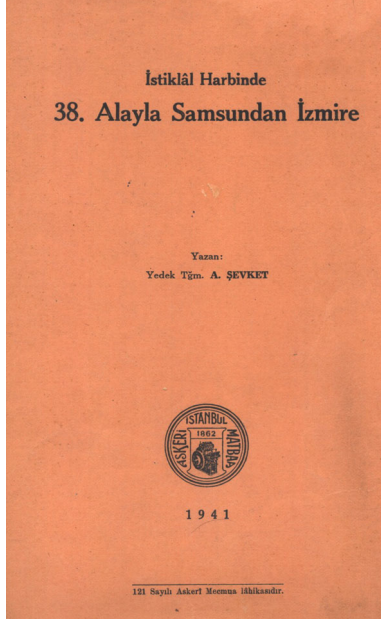 İstiklâl Harbinde
38. Alayla Samsundan İzmire
Yazan:
Yedek Tğm. A. ŞEVKET
ASKERİ İSTANBUL MATBAA
1862
1941
121 Sayılı Askerî Mecmua lâhikasıdır.